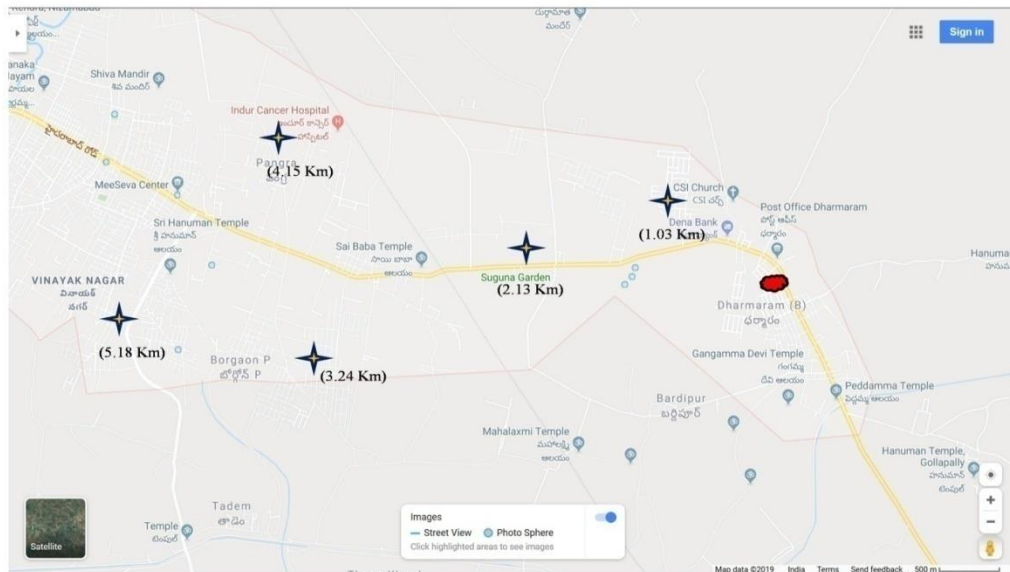 Sign in
మందిర్
Shiva Mandir
శివ మందిర్
Indur Cancer Hospital
ఇందూర్ కాన్సర్
హాస్పిటల్
హైదరాబాద్ రోడ్
Pangra
(4.15 Km)
MeeSeva Center
CSI Church
CSI చర్చ్
Post Office Dharmaram
పోస్ట్ ఆఫీస్
ధర్మారం
Sri Hanuman Temple
శ్రీ హనుమాన్
ఆలయం
Dena Bank
(1.03 Km)
Sai Baba Temple
సాయి బాబా
ఆలయం
VINAYAK NAGAR
వినాయక్
నగర్
Suguna Garden
(2.13 Km)
Dharmaram (B)
ధర్మారం
(5.18 Km)
Borgaon P
బోర్గాన్ P
(3.24 Km)
Gangamma Devi Temple
గంగమ్మ
దేవి ఆలయం
Peddamma Temple
పెద్దమ్మ ఆలయం
Bardipur
బర్దిపూర్
Mahalaxmi Temple
మహాలక్ష్మి
ఆలయం
Hanuman Temple,
Gollapally
హనుమాన్
టెంపుల్
Tadem
తాడెం
Temple
టెంపుల్
Satellite
Images
Street View Photo Sphere
Click highlighted areas to see images
Map data ©2019 India Terms Send feedback 500 m